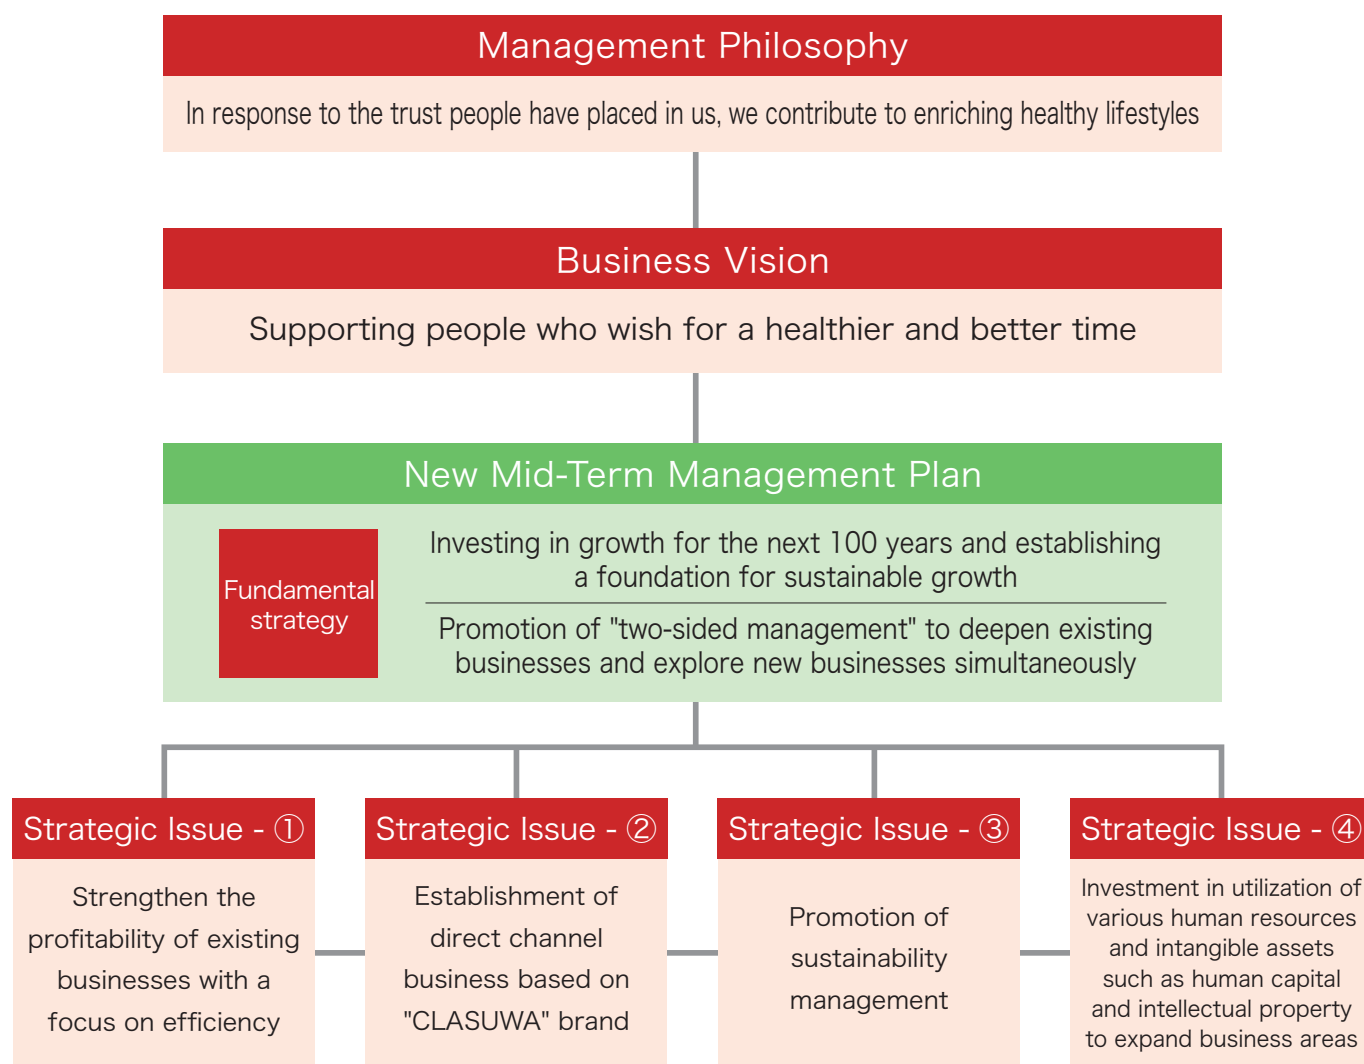 Management Philosophy
In response to the trust people have placed in us, we contribute to enriching healthy lifestyles
Business Vision
Supporting people who wish for a healthier and better time
New Mid-Term Management Plan
Fundamental
strategy
Investing in growth for the next 100 years and establishing
a foundation for sustainable growth
Promotion of "two-sided management" to deepen existing
businesses and explore new businesses simultaneously
Strategic Issue - ①
Strengthen the
profitability of existing
businesses with a
focus on efficiency
Strategic Issue - ②
Establishment of
direct channel
business based on
"CLASUWA" brand
Strategic Issue - ③
Promotion of
sustainability
management
Strategic Issue - ④
Investment in utilization of
various human resources
and intangible assets
such as human capital
and intellectual property
to expand business areas